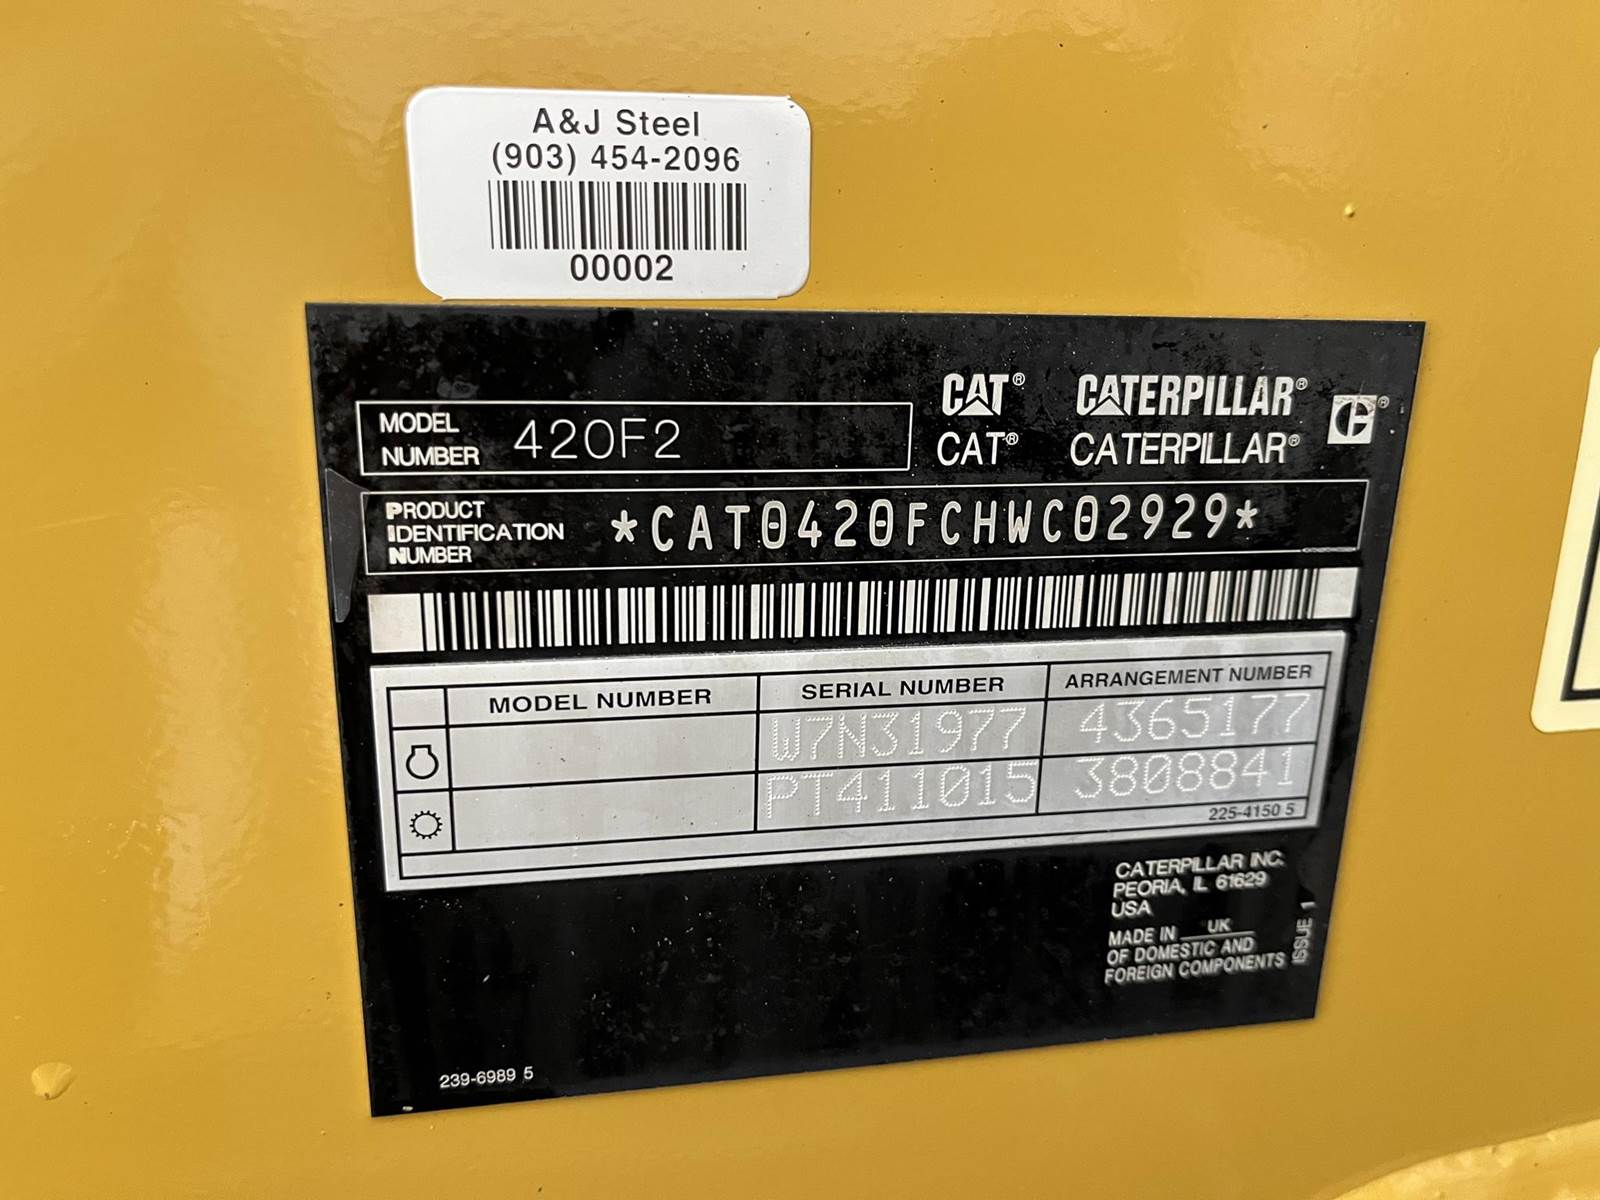 A&J Steel
(903) 454-2096
00002
MODEL NUMBER 420F2
CAT® CATERPILLAR® ®
CAT® CATERPILLAR®
PRODUCT IDENTIFICATION NUMBER *CAT0420FCHWC02929*
MODEL NUMBER SERIAL NUMBER ARRANGEMENT NUMBER
W7N31977 4365177
PT411015 3808841
225-4150 5
CATERPILLAR INC.
PEORIA, IL 61629
USA
MADE IN UK
OF DOMESTIC AND
FOREIGN COMPONENTS
ISSUE 1
239-6989 5